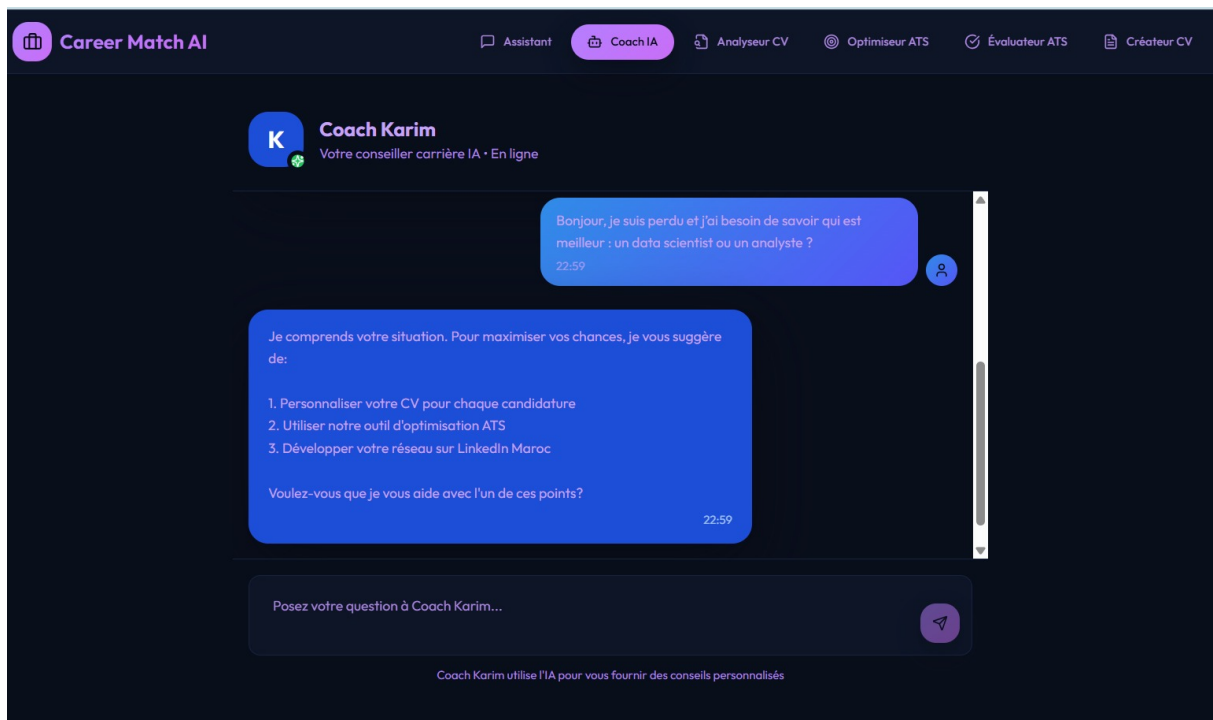 Career Match AI
Assistant
Coach IA
Analyseur CV
Optimiseur ATS
Évaluateur ATS
Créateur CV
K
Coach Karim
Votre conseiller carrière IA • En ligne
Bonjour, je suis perdu et j'ai besoin de savoir qui est
meilleur : un data scientist ou un analyste ?
22:59
Je comprends votre situation. Pour maximiser vos chances, je vous suggère
de:
1. Personnaliser votre CV pour chaque candidature
2. Utiliser notre outil d'optimisation ATS
3. Développer votre réseau sur LinkedIn Maroc
Voulez-vous que je vous aide avec l'un de ces points?
22:59
Posez votre question à Coach Karim...
Coach Karim utilise l'IA pour vous fournir des conseils personnalisés